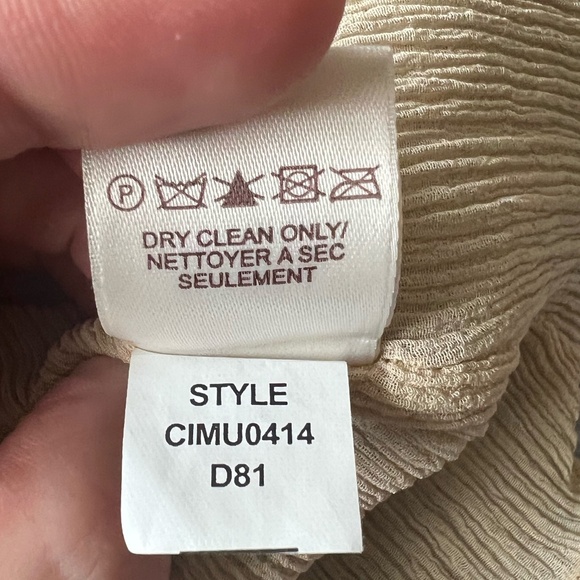 P
DRY CLEAN ONLY/
NETTOYER A SEC
SEULEMENT
STYLE
CIMU0414
D81